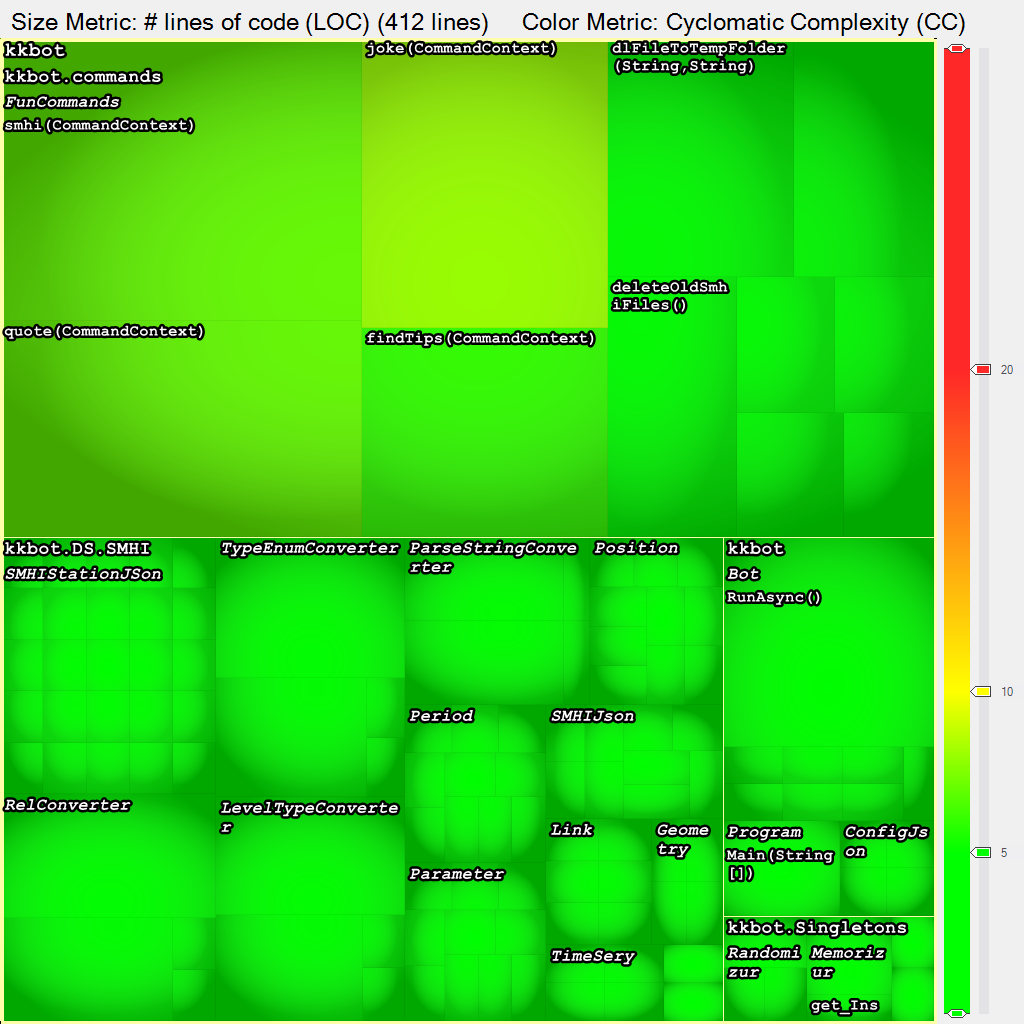 Size Metric: # lines of code (LOC) (412 lines) Color Metric: Cyclomatic Complexity (CC)
kkbot
kkbot.commands
FunCommands
smhi(CommandContext)
joke(CommandContext)
dlFileToTempFolder
(String,String)
quote(CommandContext)
findTips(CommandContext)
deleteOldSmh
iFiles()
kkbot.DS.SMHI
SMHIStationJSon
TypeEnumConverter
ParseStringConve
rter
Position
kkbot
Bot
RunAsync()
Period
SMHIJson
RelConverter
LevelTypeConverte
r
Link
Geome
try
Parameter
TimeSery
Program
Main(String
[])
ConfigJs
on
kkbot.Singletons
Randomi
zur
Memoriz
ur
get_Ins
20
10
5